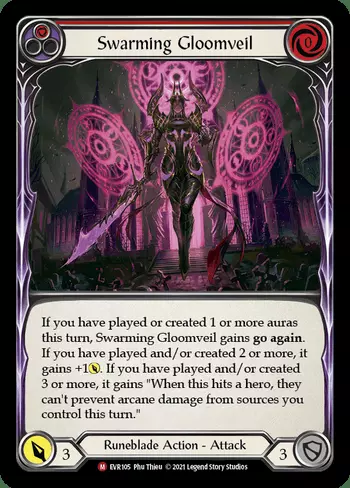 Swarming Gloomveil
0
If you have played or created 1 or more auras
this turn, Swarming Gloomveil gains go again.
If you have played and/or created 2 or more, it
gains +1. If you have played and/or created
3 or more, it gains "When this hits a hero, they
can't prevent arcane damage from sources you
control this turn."
3 Runeblade Action - Attack 3
M EVR105 Phu Thieu © 2021 Legend Story Studios